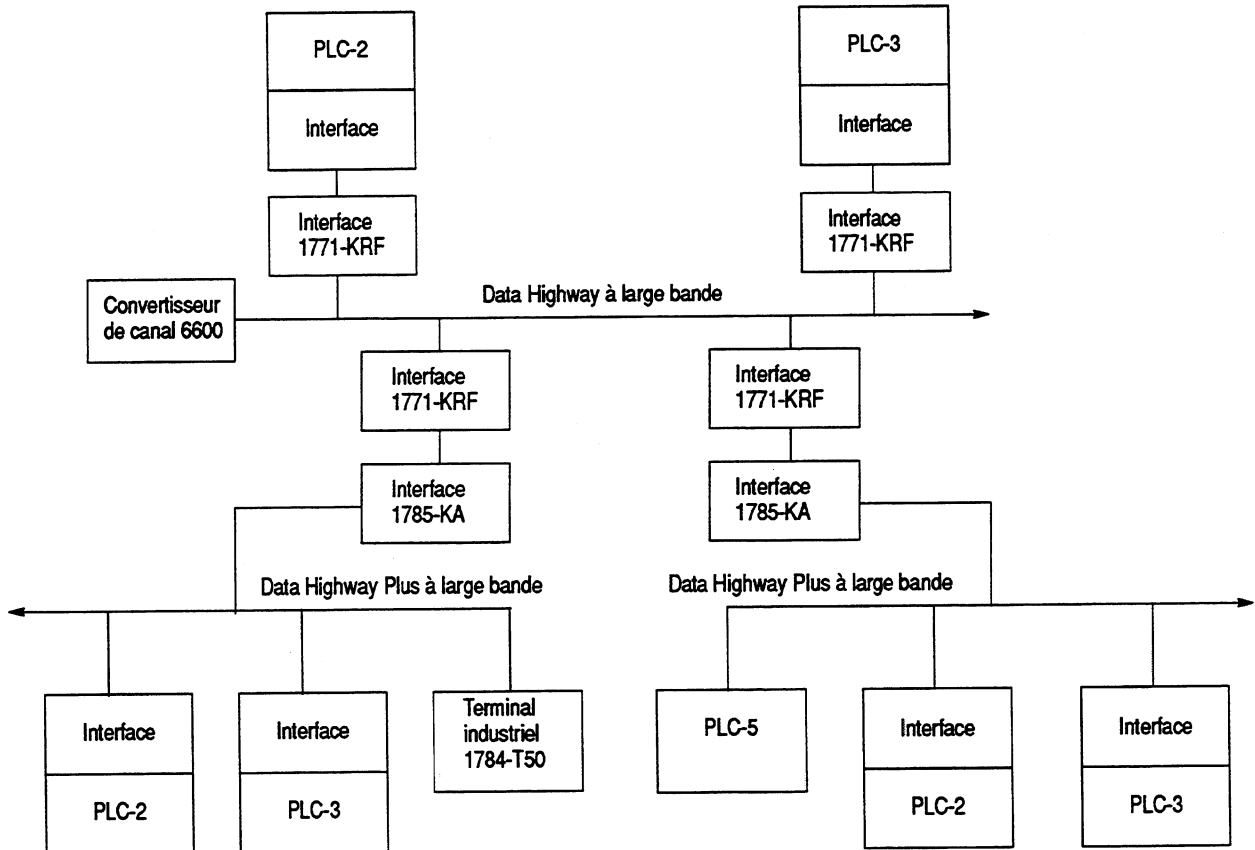 PLC-2
Interface
PLC-3
Interface
Interface
1771-KRF
Interface
1771-KRF
Convertisseur
de canal 6600
Data Highway à large bande
Interface
1771-KRF
Interface
1771-KRF
Interface
1785-KA
Interface
1785-KA
Data Highway Plus à large bande
Data Highway Plus à large bande
Interface
PLC-2
Interface
PLC-3
Terminal
industriel
1784-T50
PLC-5
Interface
PLC-2
Interface
PLC-3